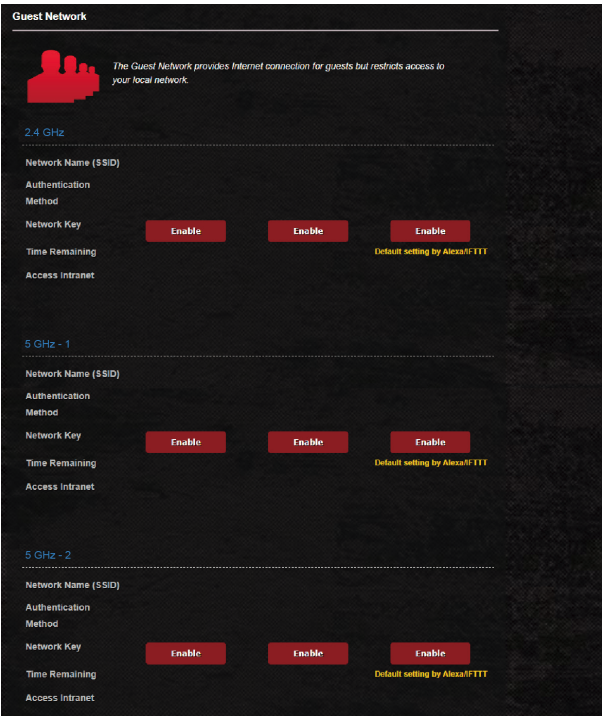 Guest Network
The Guest Network provides Internet connection for guests but restricts access to
your local network.
2.4 GHz
Network Name (SSID)
Authentication
Method
Network Key
Enable Enable Enable
Time Remaining
Default setting by Alexa/IFTTT
Access Intranet
5 GHz - 1
Network Name (SSID)
Authentication
Method
Network Key
Enable Enable Enable
Time Remaining
Default setting by Alexa/IFTTT
Access Intranet
5 GHz - 2
Network Name (SSID)
Authentication
Method
Network Key
Enable Enable Enable
Time Remaining
Default setting by Alexa/IFTTT
Access Intranet